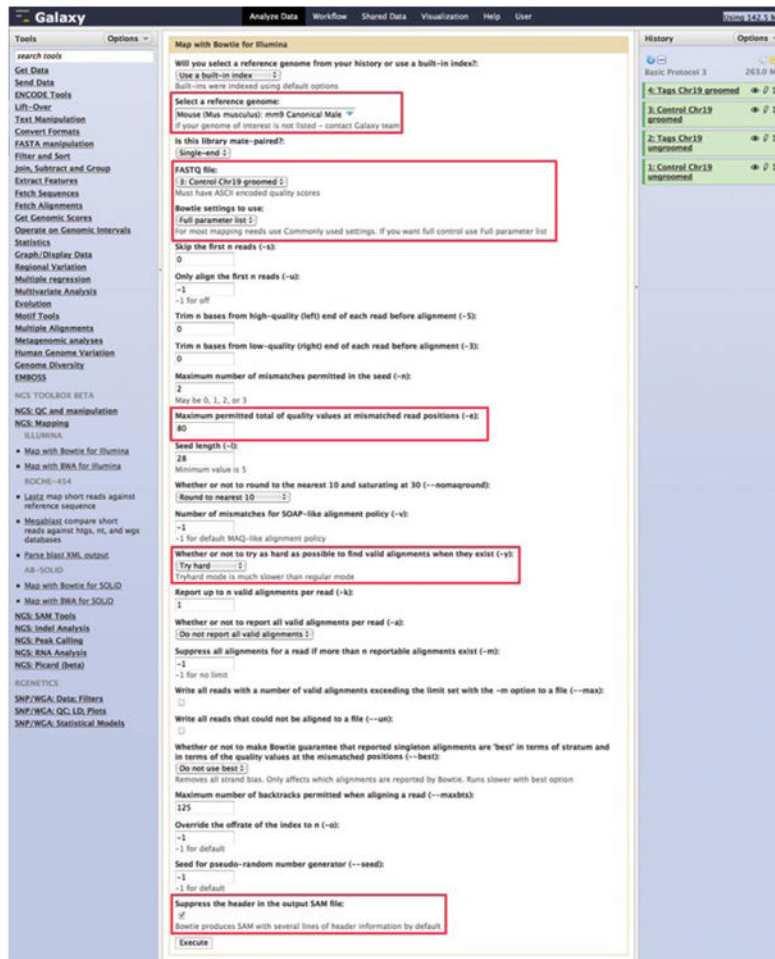 Galaxy
Analyze Data Workflow Shared Data Visualization Help User
Using 142.5
Tools
Options
search tools
Get Data
Send Data
ENCODE Tools
Lift-Over
Text Manipulation
Convert Formats
FASTA manipulation
Filter and Sort
Join, Subtract and Group
Extract Features
Fetch Sequences
Fetch Alignments
Get Genomic Scores
Operate on Genomic Intervals
Statistics
Graph/Display Data
Regional Variation
Multiple regression
Multivariate Analysis
Evolution
Motif Tools
Multiple Alignments
Metagenomic analyses
Human Genome Variation
Genome Diversity
EMBOSS
NGS TOOLBOX BETA
NGS: QC and manipulation
NGS: Mapping
ILLUMINA
Map with Bowtie for Illumina
Map with BWA for Illumina
ROCHE-454
Lastz map short reads against
reference sequence
Megablast compare short
reads against htgs, nt, and wgs
databases
Parse blast XML output
AB-SOLID
Map with Bowtie for SOLiD
Map with BWA for SOLiD
NGS: SAM Tools
NGS: Indel Analysis
NGS: Peak Calling
NGS: RNA Analysis
NGS: Picard (beta)
RGENETICS
SNP/WGA: Data; Filters
SNP/WGA: QC; LD; Plots
SNP/WGA: Statistical Models
Map with Bowtie for Illumina
Will you select a reference genome from your history or use a built-in index?:
Use a built-in index
Built-ins were indexed using default options
Select a reference genome:
Mouse (Mus musculus): mm9 Canonical Male
If your genome of interest is not listed - contact Galaxy team
Is this library mate-paired?:
Single-end
FASTQ file:
3: Control Chr19 groomed
Must have ASCII encoded quality scores
Bowtie settings to use:
Full parameter list
For most mapping needs use Commonly used settings. If you want full control use Full parameter list
Skip the first n reads (-s):
0
Only align the first n reads (-u):
-1
-1 for off
Trim n bases from high-quality (left) end of each read before alignment (-5):
0
Trim n bases from low-quality (right) end of each read before alignment (-3):
0
Maximum number of mismatches permitted in the seed (-n):
2
May be 0, 1, 2, or 3
Maximum permitted total of quality values at mismatched read positions (-e):
80
Seed length (-l):
28
Minimum value is 5
Whether or not to round to the nearest 10 and saturating at 30 (--nomaqround):
Round to nearest 10
Number of mismatches for SOAP-like alignment policy (-v):
-1
-1 for default MAQ-like alignment policy
Whether or not to try as hard as possible to find valid alignments when they exist (-y):
Try hard
Tryhard mode is much slower than regular mode
Report up to n valid alignments per read (-k):
1
Whether or not to report all valid alignments per read (-a):
Do not report all valid alignments
Suppress all alignments for a read if more than n reportable alignments exist (-m):
-1
-1 for no limit
Write all reads with a number of valid alignments exceeding the limit set with the -m option to a file (--max):
Write all reads that could not be aligned to a file (--un):
Whether or not to make Bowtie guarantee that reported singleton alignments are 'best' in terms of stratum and
in terms of the quality values at the mismatched positions (--best):
Do not use best
Removes all strand bias. Only affects which alignments are reported by Bowtie. Runs slower with best option
Maximum number of backtracks permitted when aligning a read (--maxbts):
125
Override the offrate of the index to n (-o):
-1
-1 for default
Seed for pseudo-random number generator (--seed):
-1
-1 for default
Suppress the header in the output SAM file:
Bowtie produces SAM with several lines of header information by default
Execute
History
Options
Basic Protocol 3
263.0
4: Tags Chr19 groomed
3: Control Chr19
groomed
2: Tags Chr19
ungroomed
1: Control Chr19
ungroomed